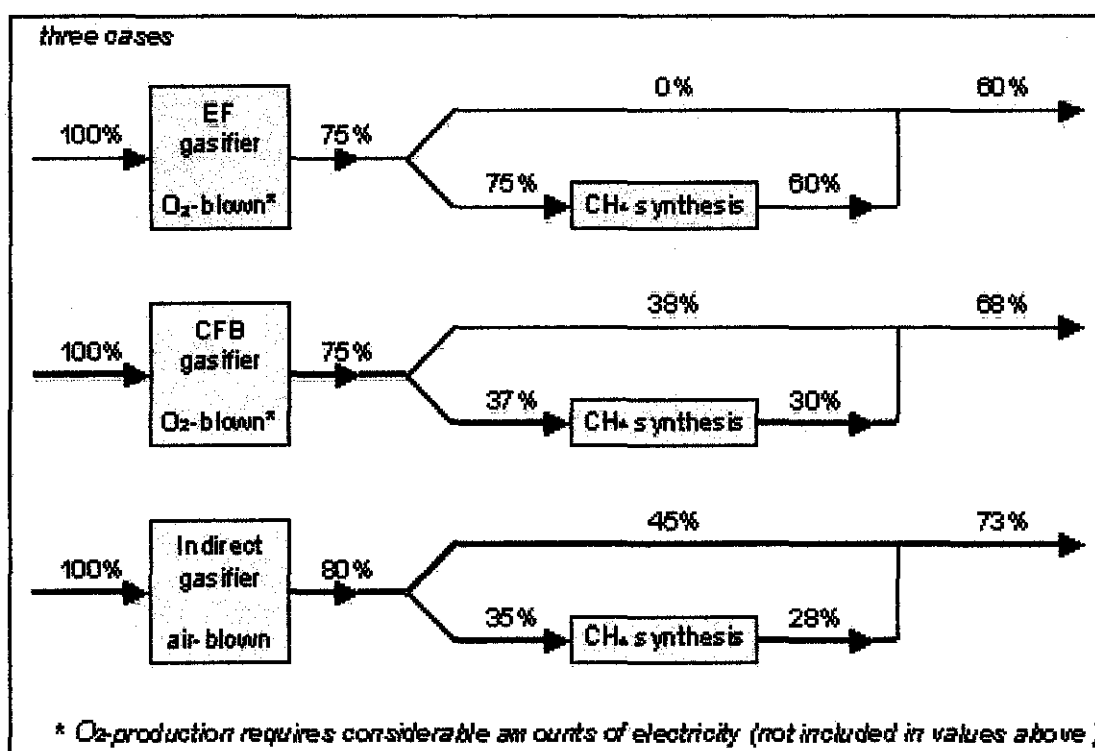 three cases
0%
60%
EF
gasifier
O₂-blown*
100%
75%
75%
CH₄ synthesis
60%
38%
68%
CFB
gasifier
O₂-blown*
100%
75%
37%
CH₄ synthesis
30%
45%
73%
Indirect
gasifier
air-blown
100%
80%
35%
CH₄ synthesis
28%
* O₂-production requires considerable amounts of electricity (not included in values above)